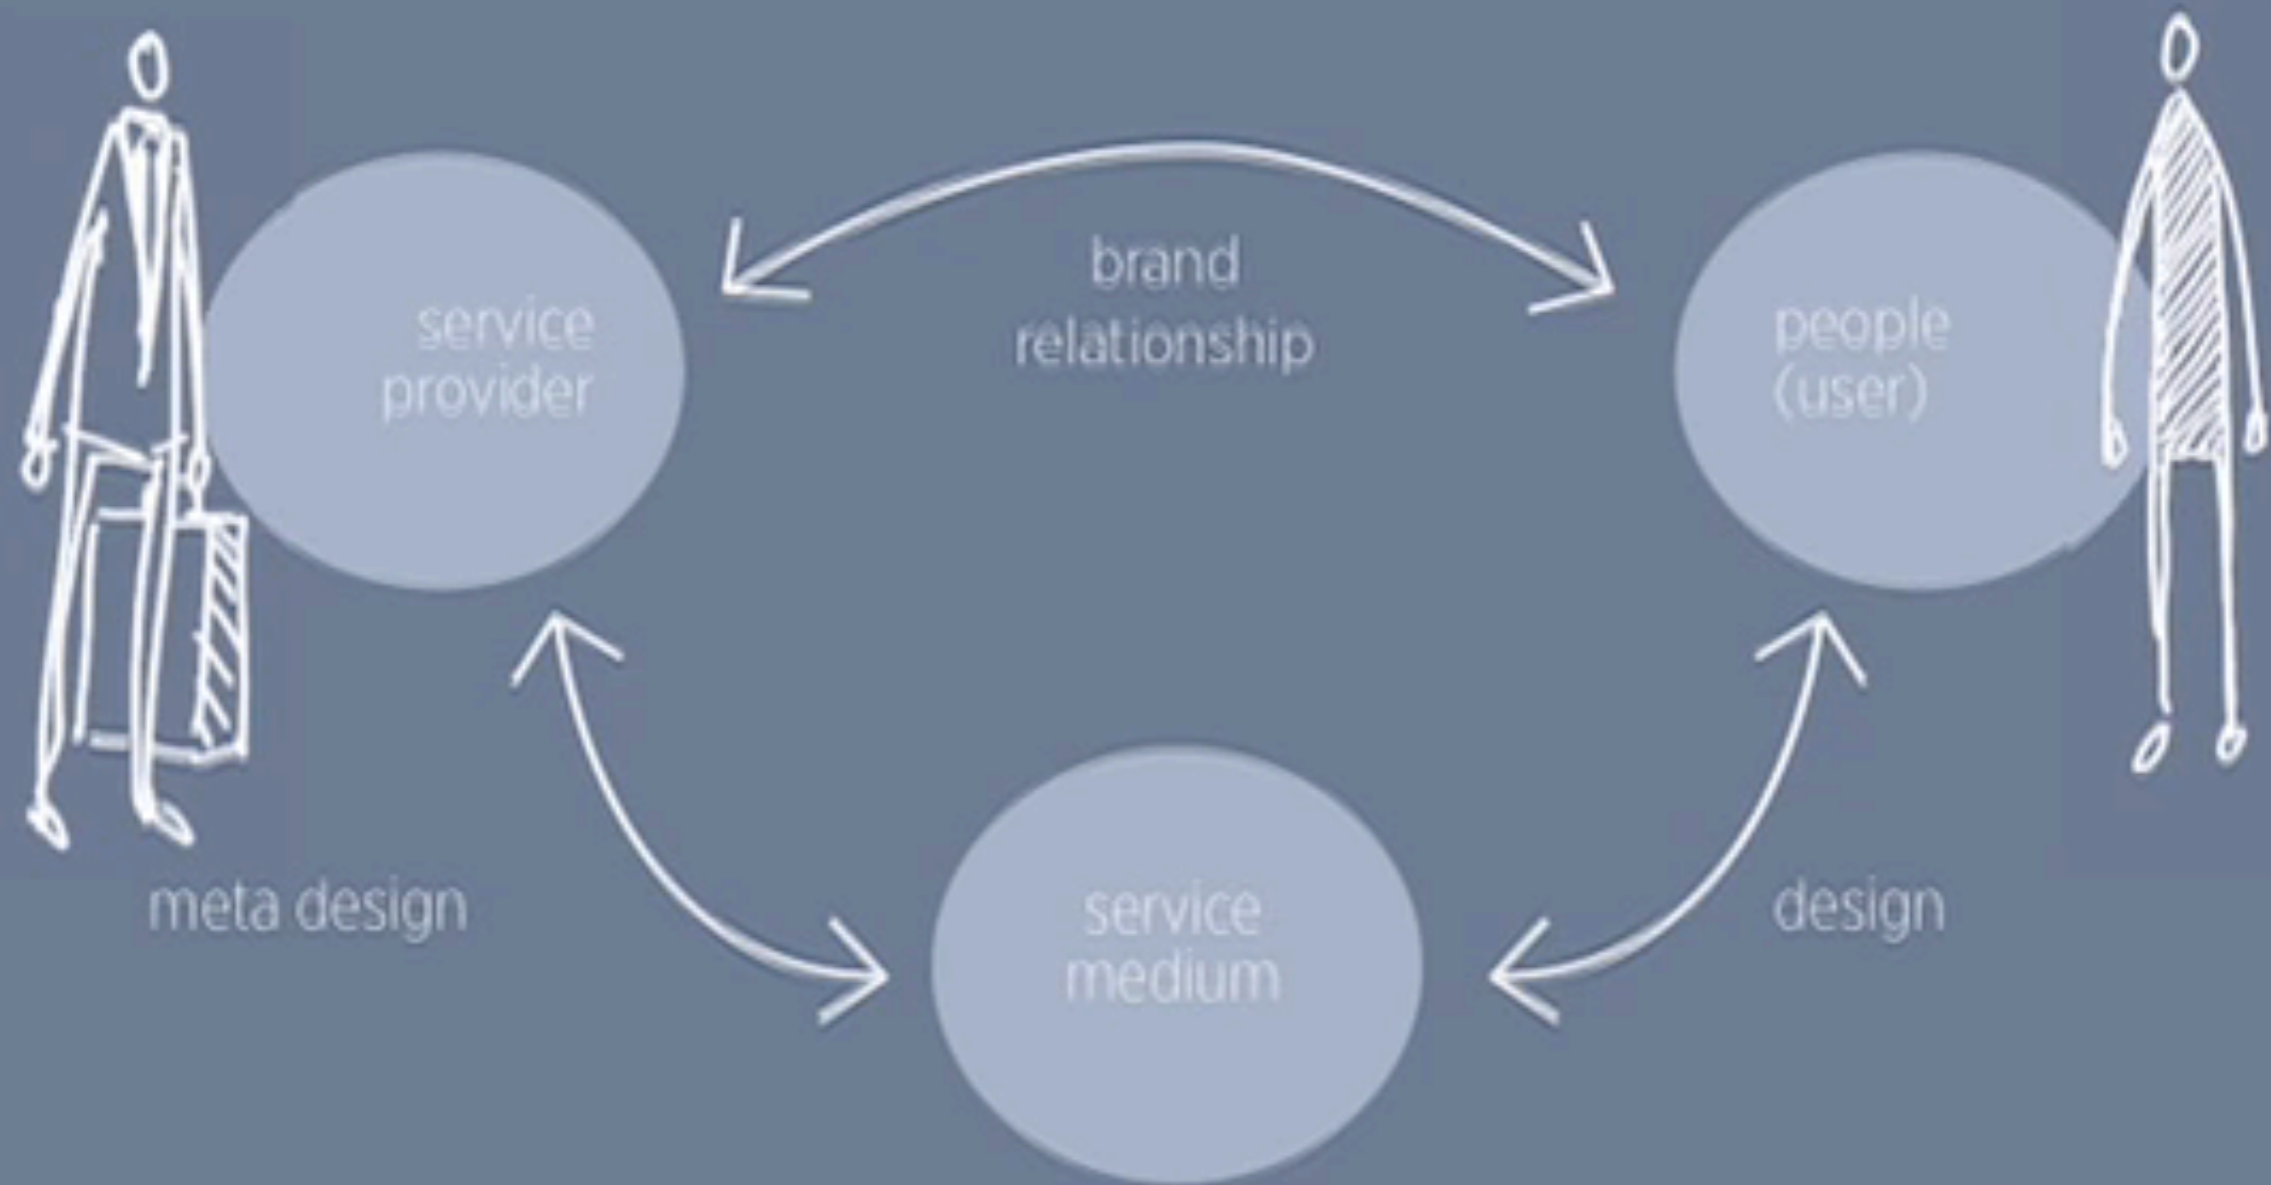 service
provider
brand
relationship
people
(user)
meta design
service
medium
design